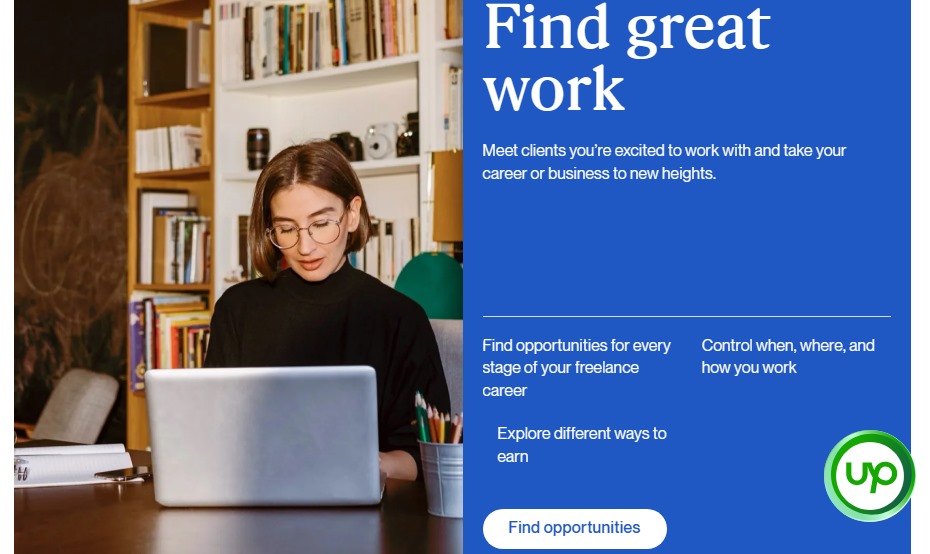 Find great
work
Meet clients you're excited to work with and take your
career or business to new heights.
Find opportunities for every
stage of your freelance
career
Control when, where, and
how you work
Explore different ways to
earn
Find opportunities
up